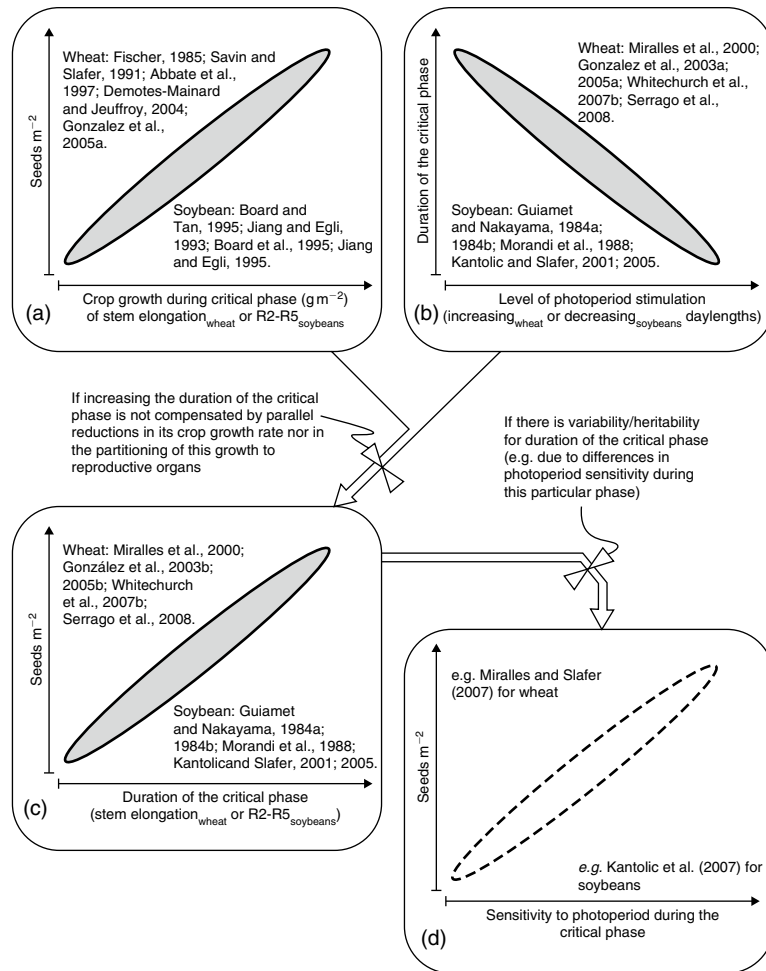 Wheat: Fischer, 1985; Savin and
Slafer, 1991; Abbate et al.,
1997; Demotes-Mainard
and Jeuffroy, 2004;
Gonzalez et al.,
2005a.
Seeds m−2
Soybean: Board and
Tan, 1995; Jiang and Egli,
1993; Board et al., 1995; Jiang
and Egli, 1995.
(a)
Crop growth during critical phase (g m−2)
of stem elongationwheat or R2-R5soybeans
Wheat: Miralles et al., 2000;
Gonzalez et al., 2003a;
2005a; Whitechurch et al.,
2007b; Serrago et al.,
2008.
Duration of the critical phase
Soybean: Guiamet
and Nakayama, 1984a;
1984b; Morandi et al., 1988;
Kantolic and Slafer, 2001; 2005.
(b)
Level of photoperiod stimulation
(increasingwheat or decreasingsoybeans daylengths)
If increasing the duration of the critical
phase is not compensated by parallel
reductions in its crop growth rate nor in
the partitioning of this growth to
reproductive organs
If there is variability/heritability
for duration of the critical phase
(e.g. due to differences in
photoperiod sensitivity during
this particular phase)
Wheat: Miralles et al., 2000;
González et al., 2003b;
2005b; Whitechurch
et al., 2007b;
Serrago et al., 2008.
Seeds m−2
Soybean: Guiamet
and Nakayama, 1984a;
1984b; Morandi et al., 1988;
Kantolicand Slafer, 2001; 2005.
(c)
Duration of the critical phase
(stem elongationwheat or R2-R5soybeans)
e.g. Miralles and Slafer
(2007) for wheat
Seeds m−2
e.g. Kantolic et al. (2007) for
soybeans
(d)
Sensitivity to photoperiod during the
critical phase